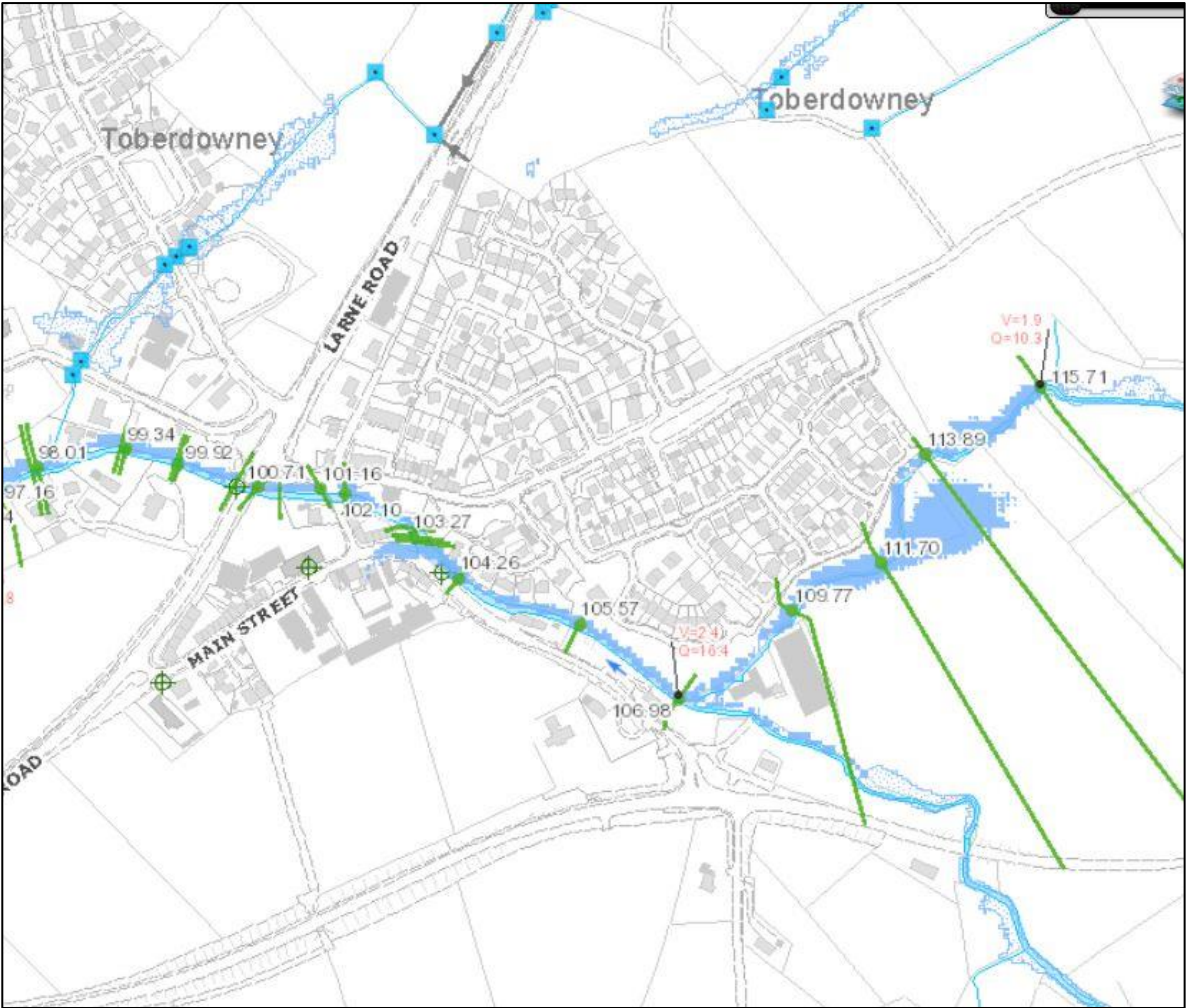 Toberdowney
Toberdowney
LARNE ROAD
V=1.9
Q=10.3
115.71
113.89
99.34
98.01
99.92
100.71
101.16
97.16
102.10
4
103.27
111.70
104.26
109.77
8
105.57
MAIN STREET
V=2.4
Q=16.4
106.98
ROAD